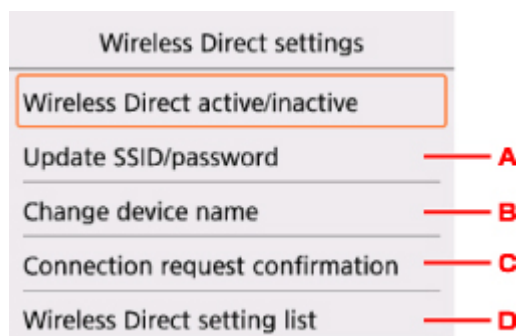 Wireless Direct settings
Wireless Direct active/inactive
Update SSID/password A
Change device name B
Connection request confirmation C
Wireless Direct setting list D